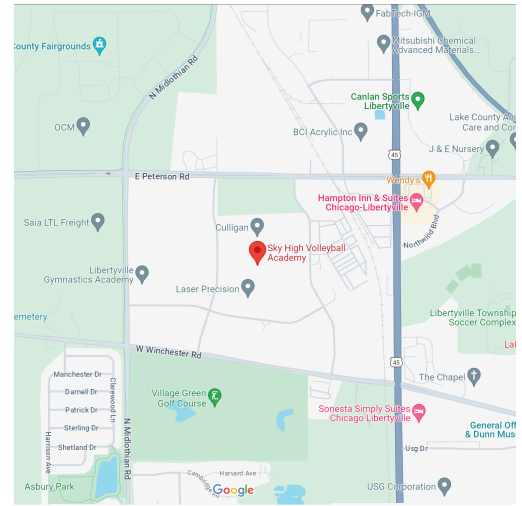 FabTech-IGM
County Fairgrounds
Mitsubishi Chemical
Advanced Materials...
N Midlothian Rd
Canlan Sports
Libertyville
Lake County A
Care and Con
OCM
BCI Acrylic Inc
J & E Nursery
45
E Peterson Rd
Wendy's
Hampton Inn & Suites
Chicago-Libertyville
Saia LTL Freight
Culligan
Northwind Blvd
Sky High Volleyball
Academy
Libertyville
Gymnastics Academy
Laser Precision
emetery
Libertyville Township
Soccer Complex
Lak
W Winchester Rd
45
Manchester Dr
Darnell Dr
Patrick Dr
Sterling Dr
Shetland Dr
Clarewood Ln
Harrison Ave
N Midlothian Rd
The Chapel
Village Green
Golf Course
Sonesta Simply Suites
Chicago Libertyville
General Off
& Dunn Mus
Usg Dr
Harvard Ave
Asbury Park
Google
USG Corporation